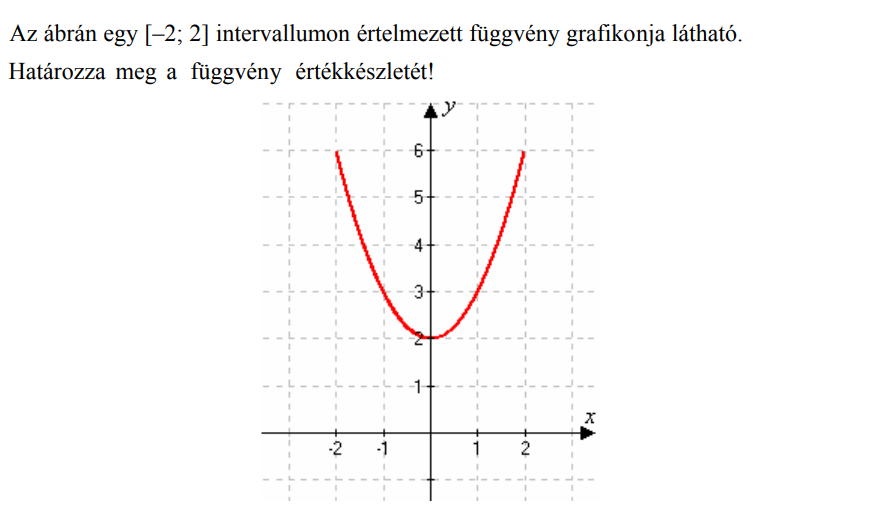 Az ábrán egy [–2; 2] intervallumon értelmezett függvény grafikonja látható.
Határozza meg a függvény értékkészletét!
y
6
5
4
3
2
1
x
-2 -1 1 2